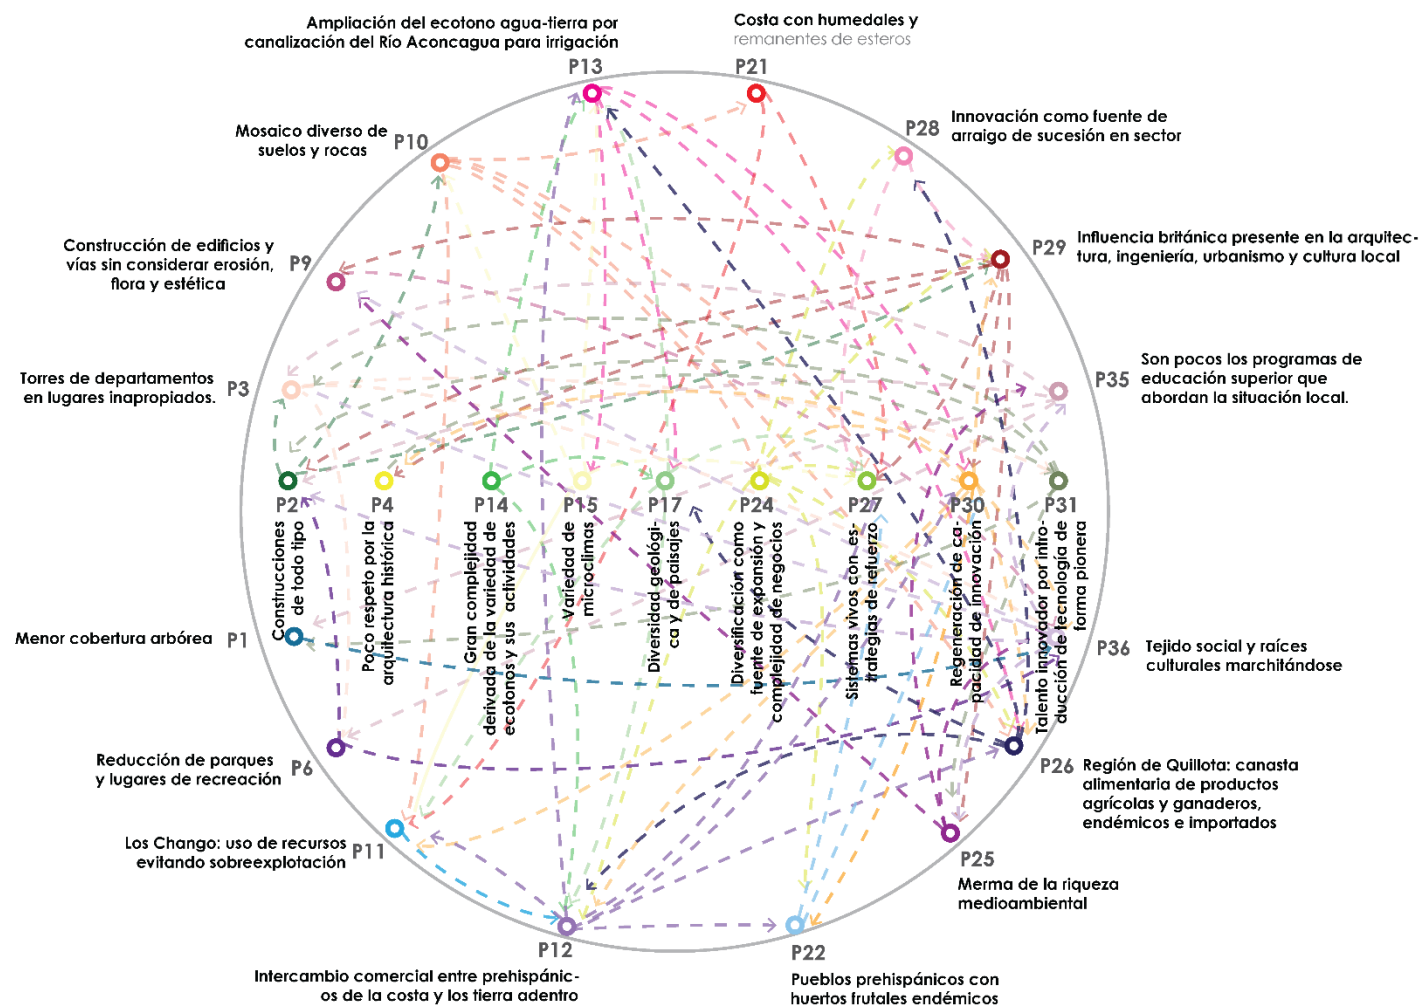 Ampliación del ecotono agua-tierra por
canalización del Río Aconcagua para irrigación
P13
Costa con humedales y
remanentes de esteros
P21
Mosaico diverso de
suelos y rocas
P10
P28
Innovación como fuente de
arraigo de sucesión en sector
Construcción de edificios y
vías sin considerar erosión,
flora y estética
P9
P29
Influencia británica presente en la arquitec-
tura, ingeniería, urbanismo y cultura local
Torres de departamentos
en lugares inapropiados.
P3
P35
Son pocos los programas de
educación superior que
abordan la situación local.
P2
Construcciones
de todo tipo
P4
Poco respeto por la
arquitectura histórica
P14
Gran complejidad
derivada de la variedad de
ecotonos y sus actividades
P15
Variedad de
microclimas
P17
Diversidad geológi-
ca y de paisajes
P24
Diversificación como
fuente de expansión y
complejidad de negocios
P27
Sistemas vivos con es-
trategias de refuerzo
P30
Regeneración de ca-
pacidad de innovación
P31
Talento innovador por intro-
ducción de tecnología de
forma pionera
Menor cobertura arbórea
P1
P36
Tejido social y raíces
culturales marchitándose
Reducción de parques
y lugares de recreación
P6
P26
Región de Quillota: canasta
alimentaria de productos
agrícolas y ganaderos,
endémicos e importados
Los Chango: uso de recursos
evitando sobreexplotación
P11
P25
Merma de la riqueza
medioambiental
P12
Intercambio comercial entre prehispánic-
os de la costa y los tierra adentro
P22
Pueblos prehispánicos con
huertos frutales endémicos